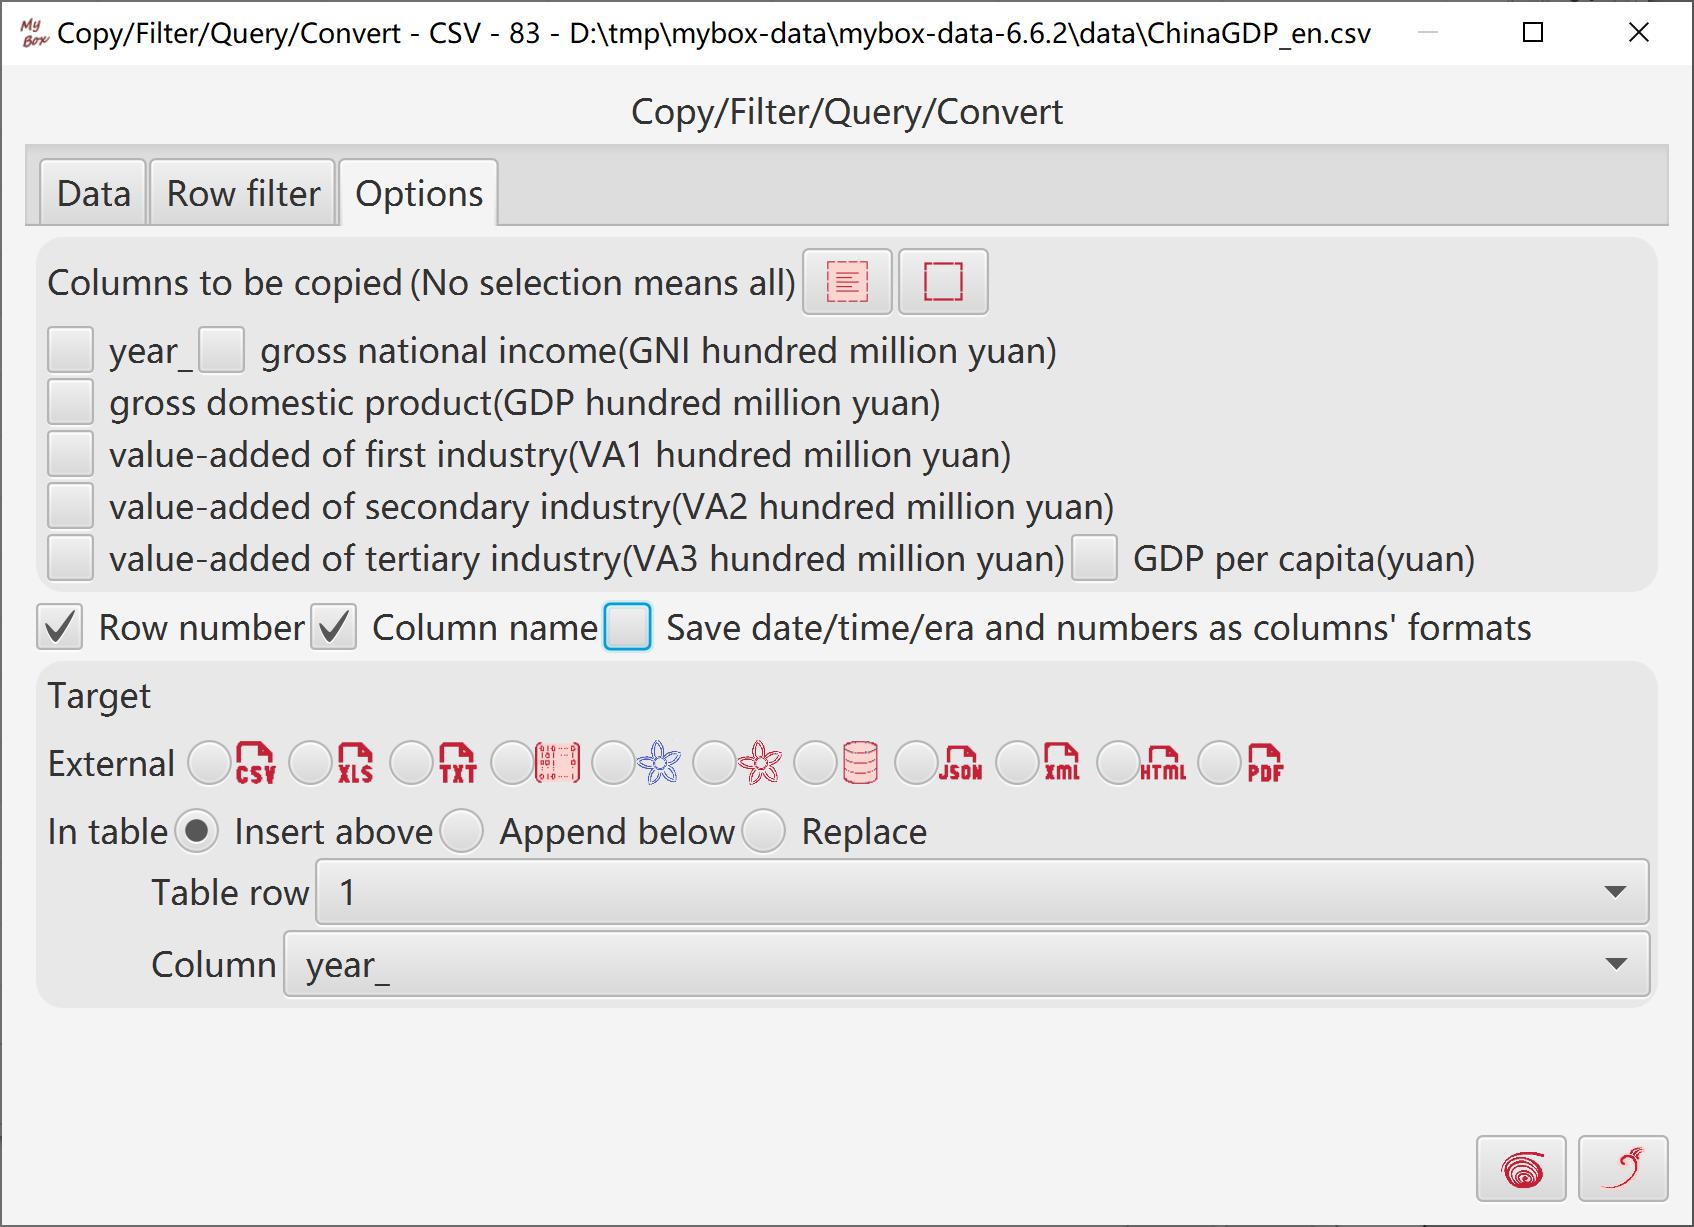 My Box Copy/Filter/Query/Convert - CSV - 83 - D:\tmp\mybox-data\mybox-data-6.6.2\data\ChinaGDP_en.csv
Copy/Filter/Query/Convert
Data Row filter Options
Columns to be copied (No selection means all)
year_ gross national income(GNI hundred million yuan)
gross domestic product(GDP hundred million yuan)
value-added of first industry(VA1 hundred million yuan)
value-added of secondary industry(VA2 hundred million yuan)
value-added of tertiary industry(VA3 hundred million yuan) GDP per capita(yuan)
Row number Column name Save date/time/era and numbers as columns' formats
Target
External CSV XLS TXT JSON XML HTML PDF
In table Insert above Append below Replace
Table row 1
Column year_